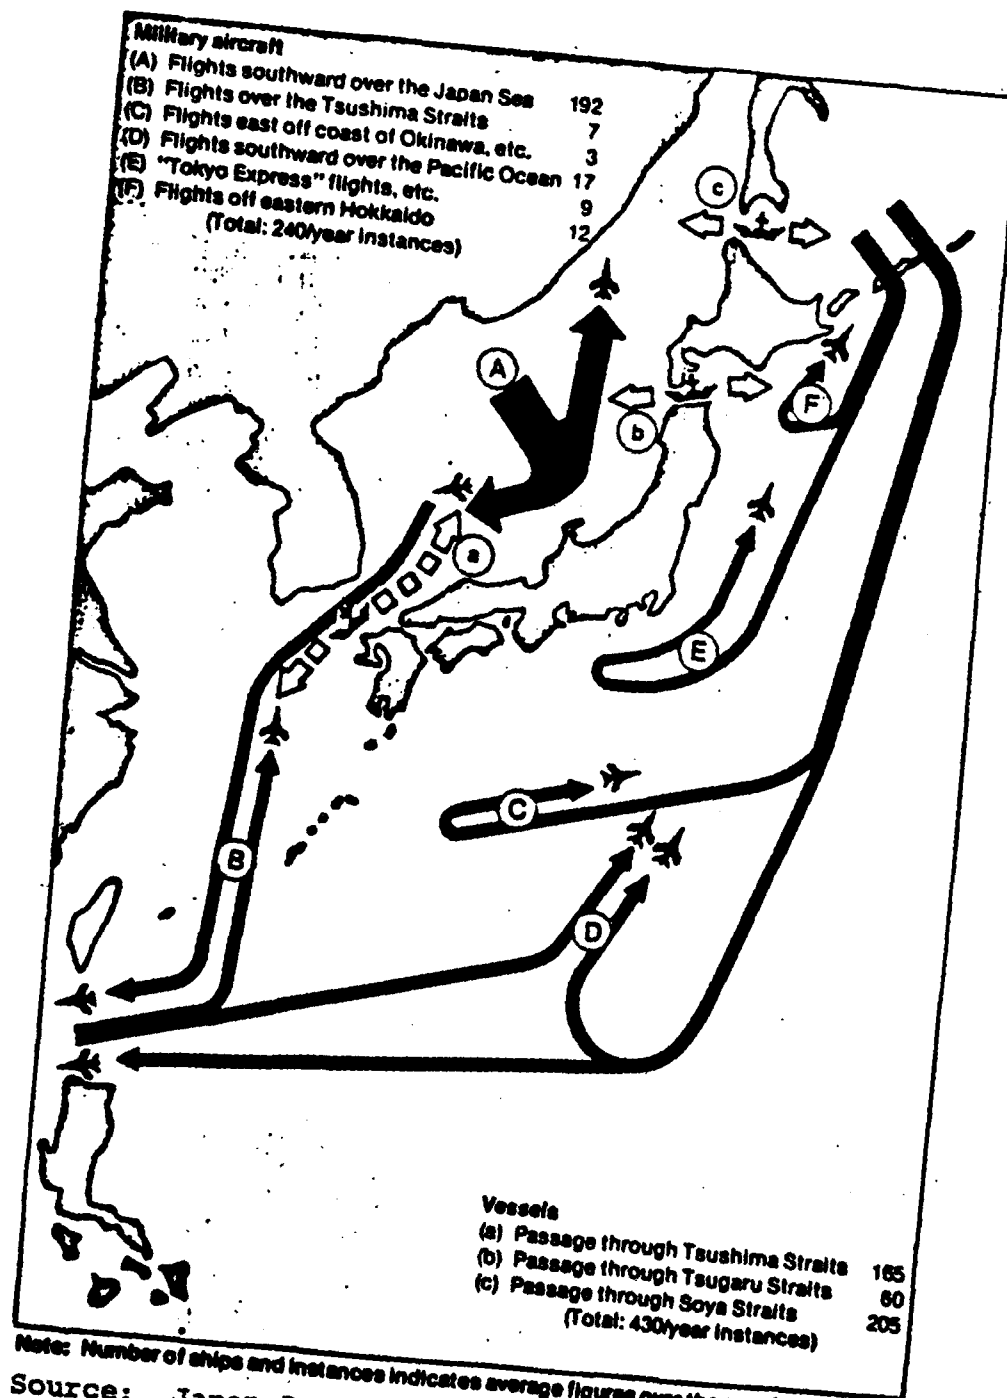 Military aircraft
(A) Flights southward over the Japan Sea 192
(B) Flights over the Tsushima Straits 7
(C) Flights east off coast of Okinawa, etc. 3
(D) Flights southward over the Pacific Ocean 17
(E) "Tokyo Express" flights, etc. 9
(F) Flights off eastern Hokkaido 12
(Total: 240/year instances)
c
A
F
b
a
E
C
B
D
Vessels
(a) Passage through Tsushima Straits 165
(b) Passage through Tsugaru Straits 60
(c) Passage through Soya Straits 205
(Total: 430/year instances)
Note: Number of ships and instances indicates average figures over the
Source: Japan